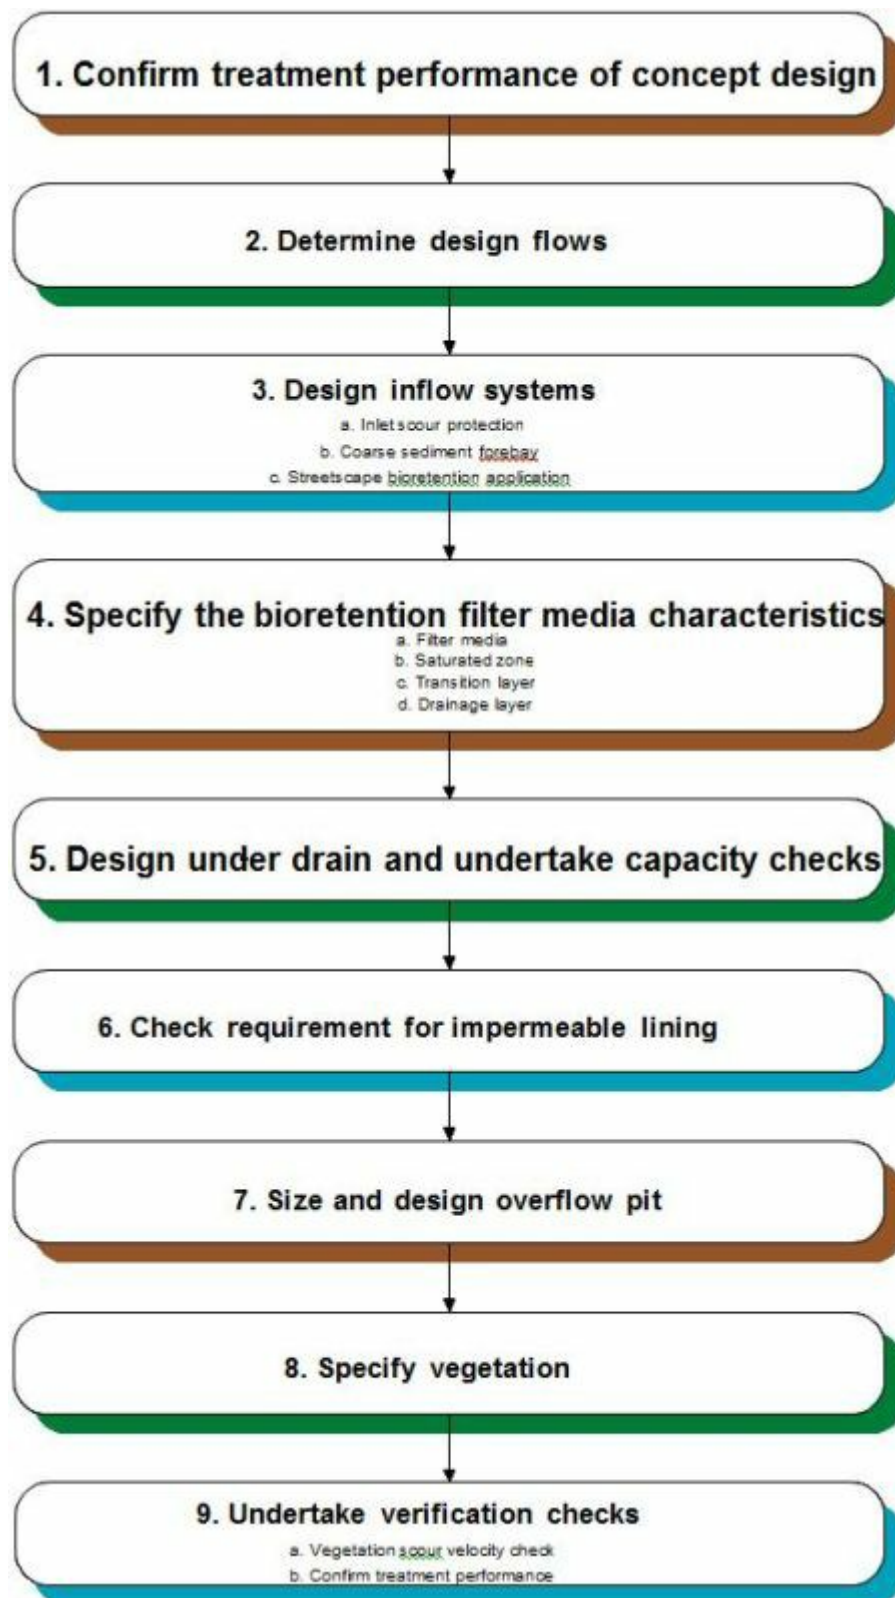 1. Confirm treatment performance of concept design
2. Determine design flows
3. Design inflow systems
a. Inlet scour protection
b. Coarse sediment forebay
c. Streetscape bioretention application
4. Specify the bioretention filter media characteristics
a. Filter media
b. Saturated zone
c. Transition layer
d. Drainage layer
5. Design under drain and undertake capacity checks
6. Check requirement for impermeable lining
7. Size and design overflow pit
8. Specify vegetation
9. Undertake verification checks
a. Vegetation scour velocity check
b. Confirm treatment performance